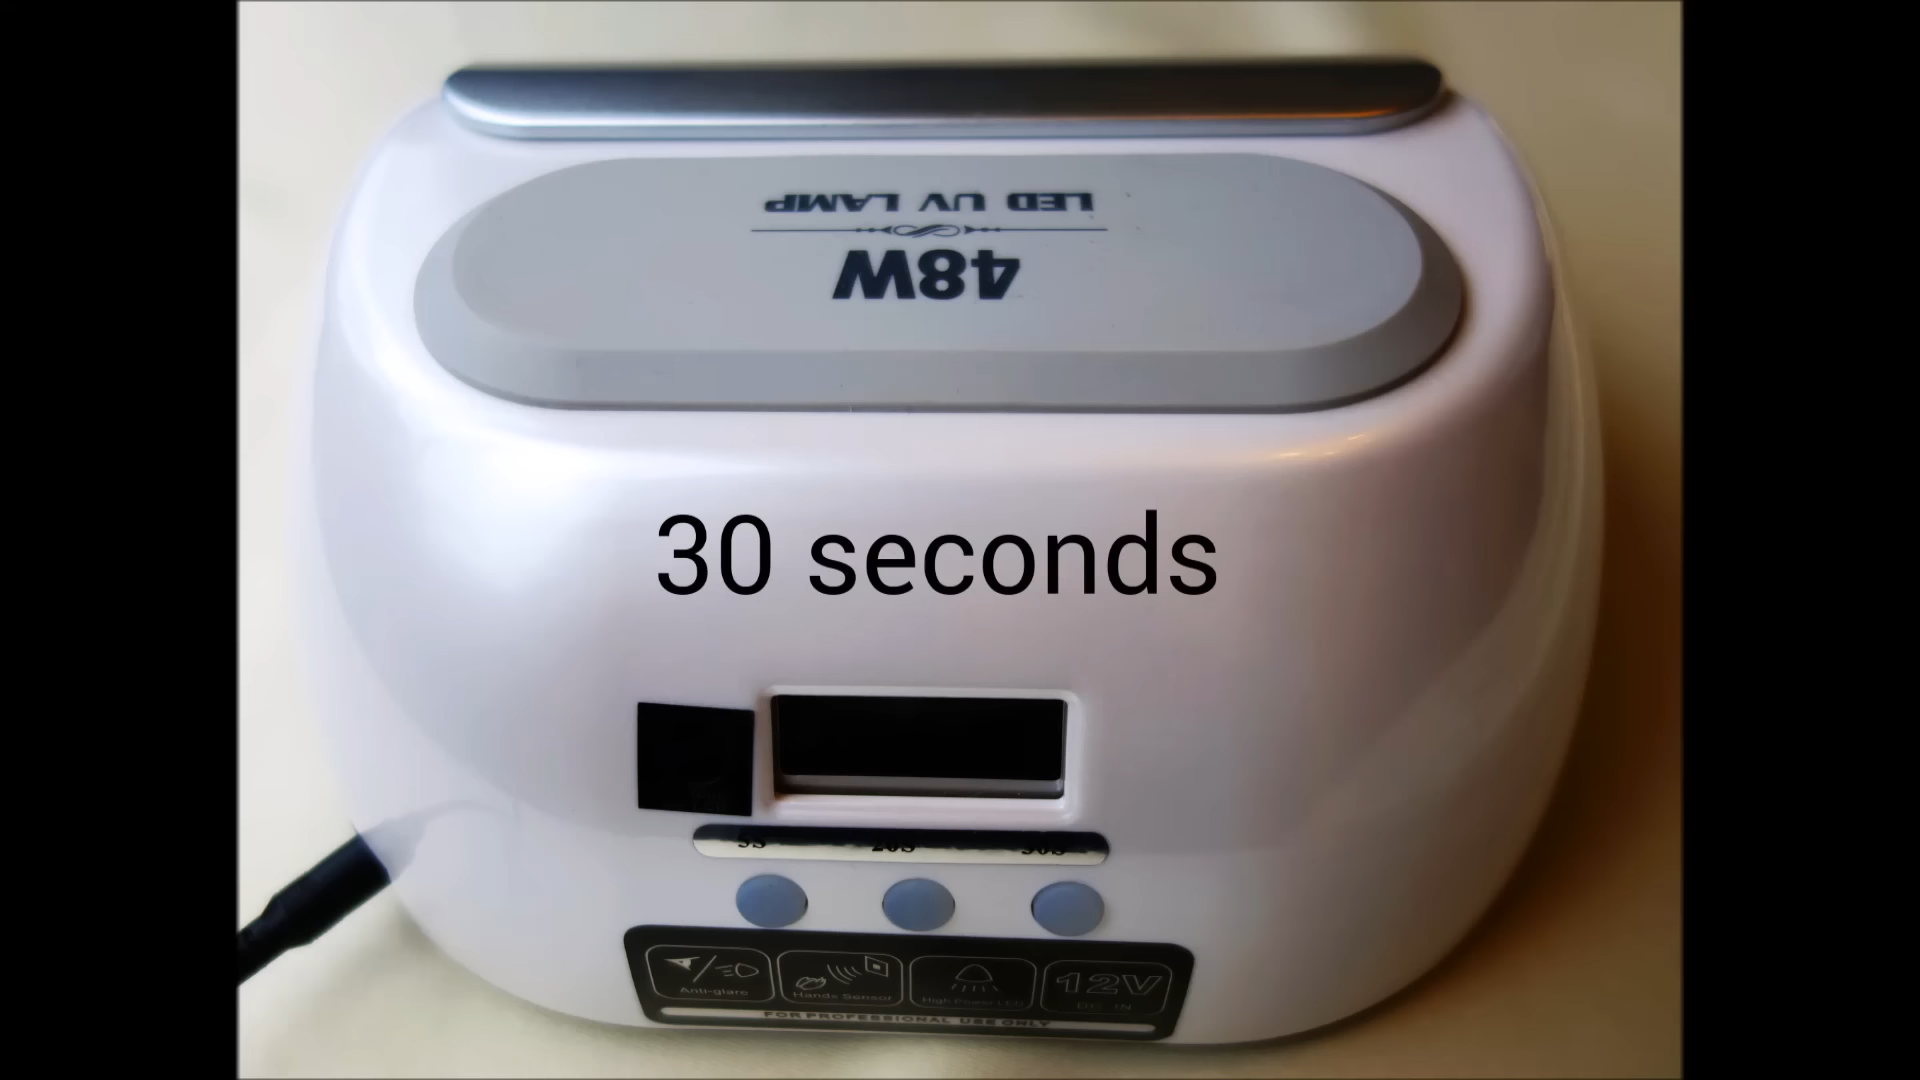 LED UV LAMP
48W
30 seconds
5S 20S 30S
Anti-glare
Hands Sensor
High Power LED
12V
DC IN
FOR PROFESSIONAL USE ONLY